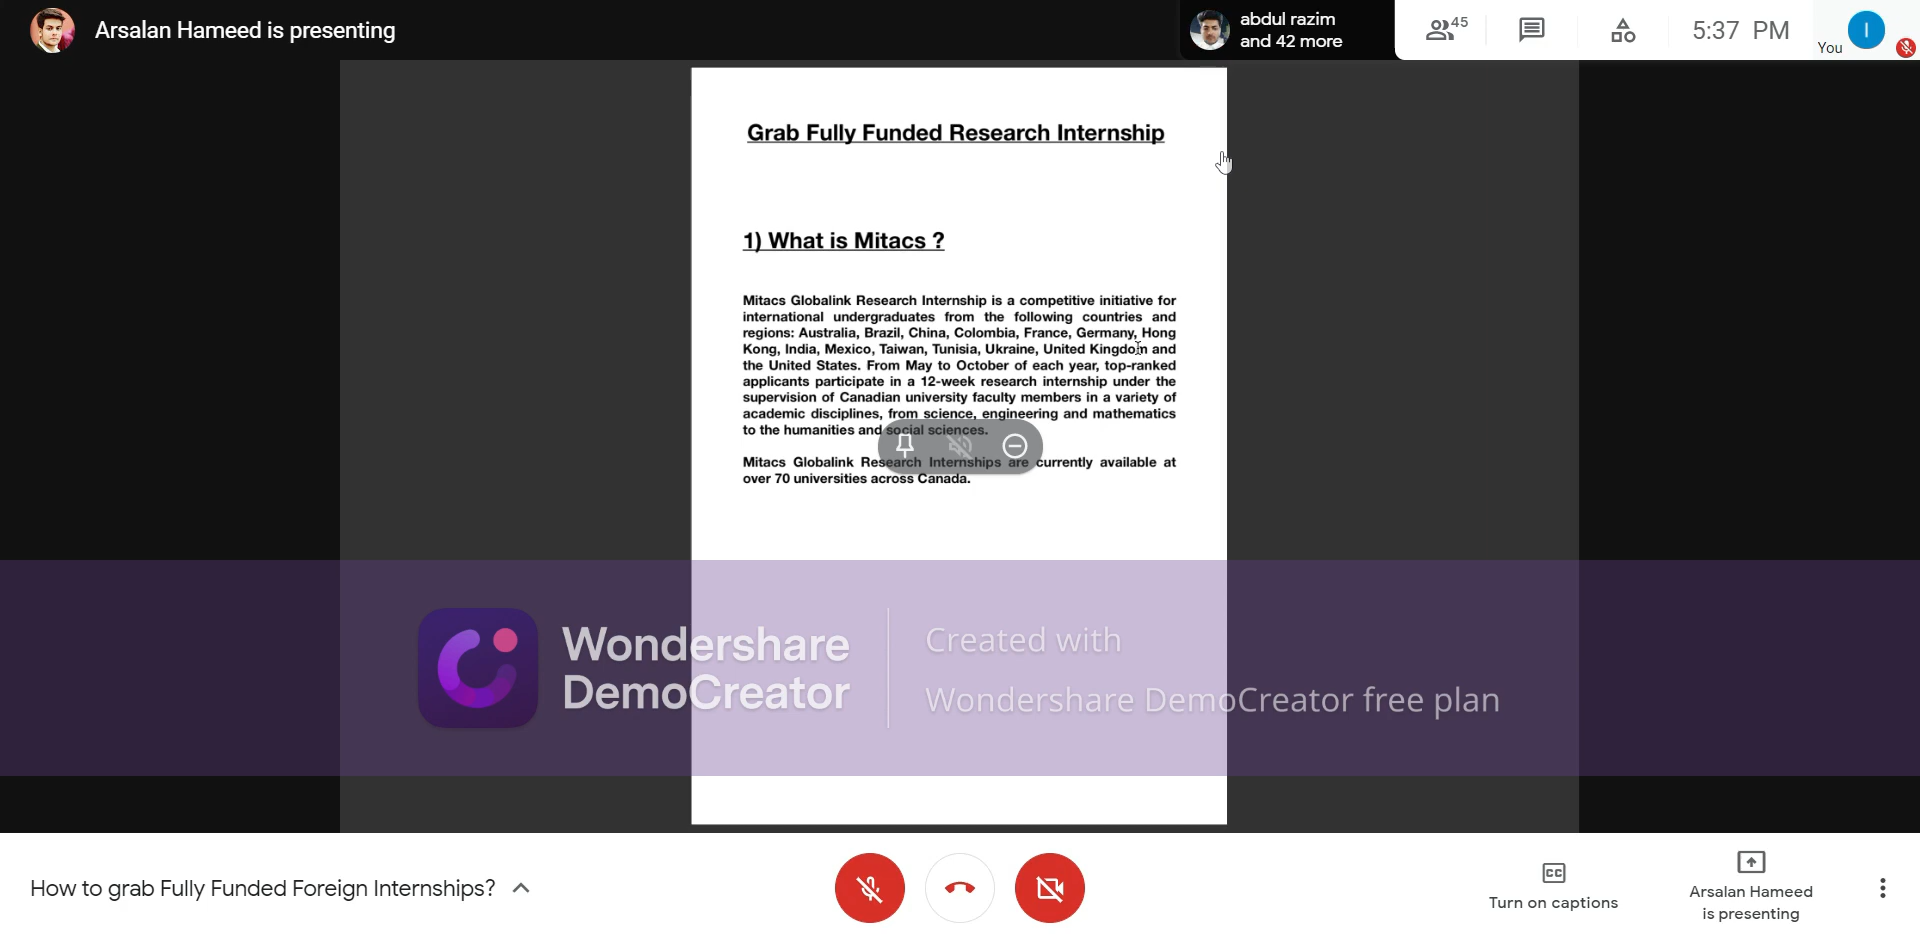 Arsalan Hameed is presenting
abdul razim
and 42 more
45
5:37 PM
You
I
Grab Fully Funded Research Internship
1) What is Mitacs ?
Mitacs Globalink Research Internship is a competitive initiative for
international undergraduates from the following countries and
regions: Australia, Brazil, China, Colombia, France, Germany, Hong
Kong, India, Mexico, Taiwan, Tunisia, Ukraine, United Kingdom and
the United States. From May to October of each year, top-ranked
applicants participate in a 12-week research internship under the
supervision of Canadian university faculty members in a variety of
academic disciplines, from science, engineering and mathematics
to the humanities and social sciences.
Mitacs Globalink Research Internships are currently available at
over 70 universities across Canada.
Wondershare
DemoCreator
Created with
Wondershare DemoCreator free plan
How to grab Fully Funded Foreign Internships?
CC
Turn on captions
Arsalan Hameed
is presenting